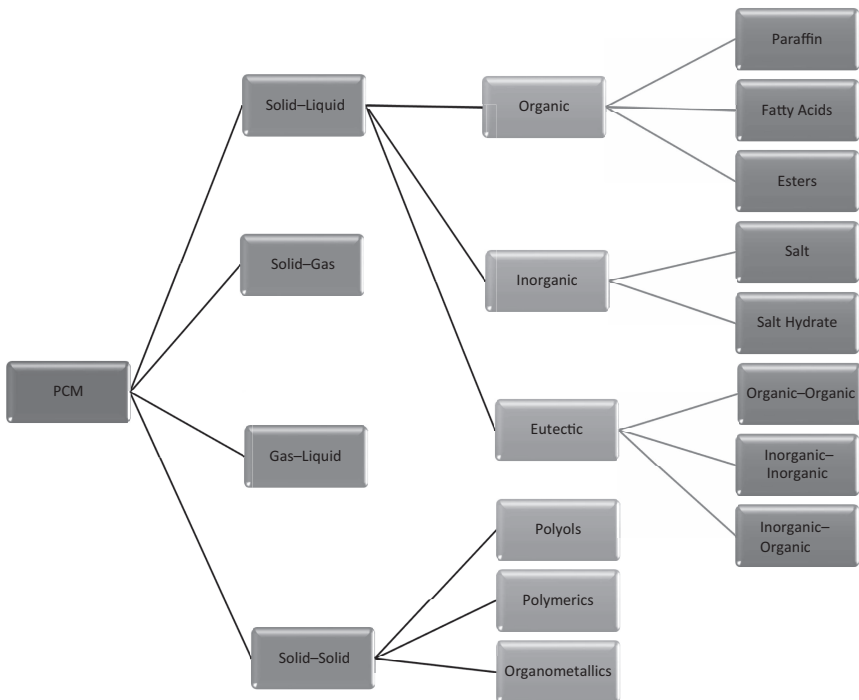 PCM
Solid–Liquid
Solid–Gas
Gas–Liquid
Solid–Solid
Organic
Inorganic
Eutectic
Polyols
Polymerics
Organometallics
Paraffin
Fatty Acids
Esters
Salt
Salt Hydrate
Organic–Organic
Inorganic–
Inorganic
Inorganic–
Organic